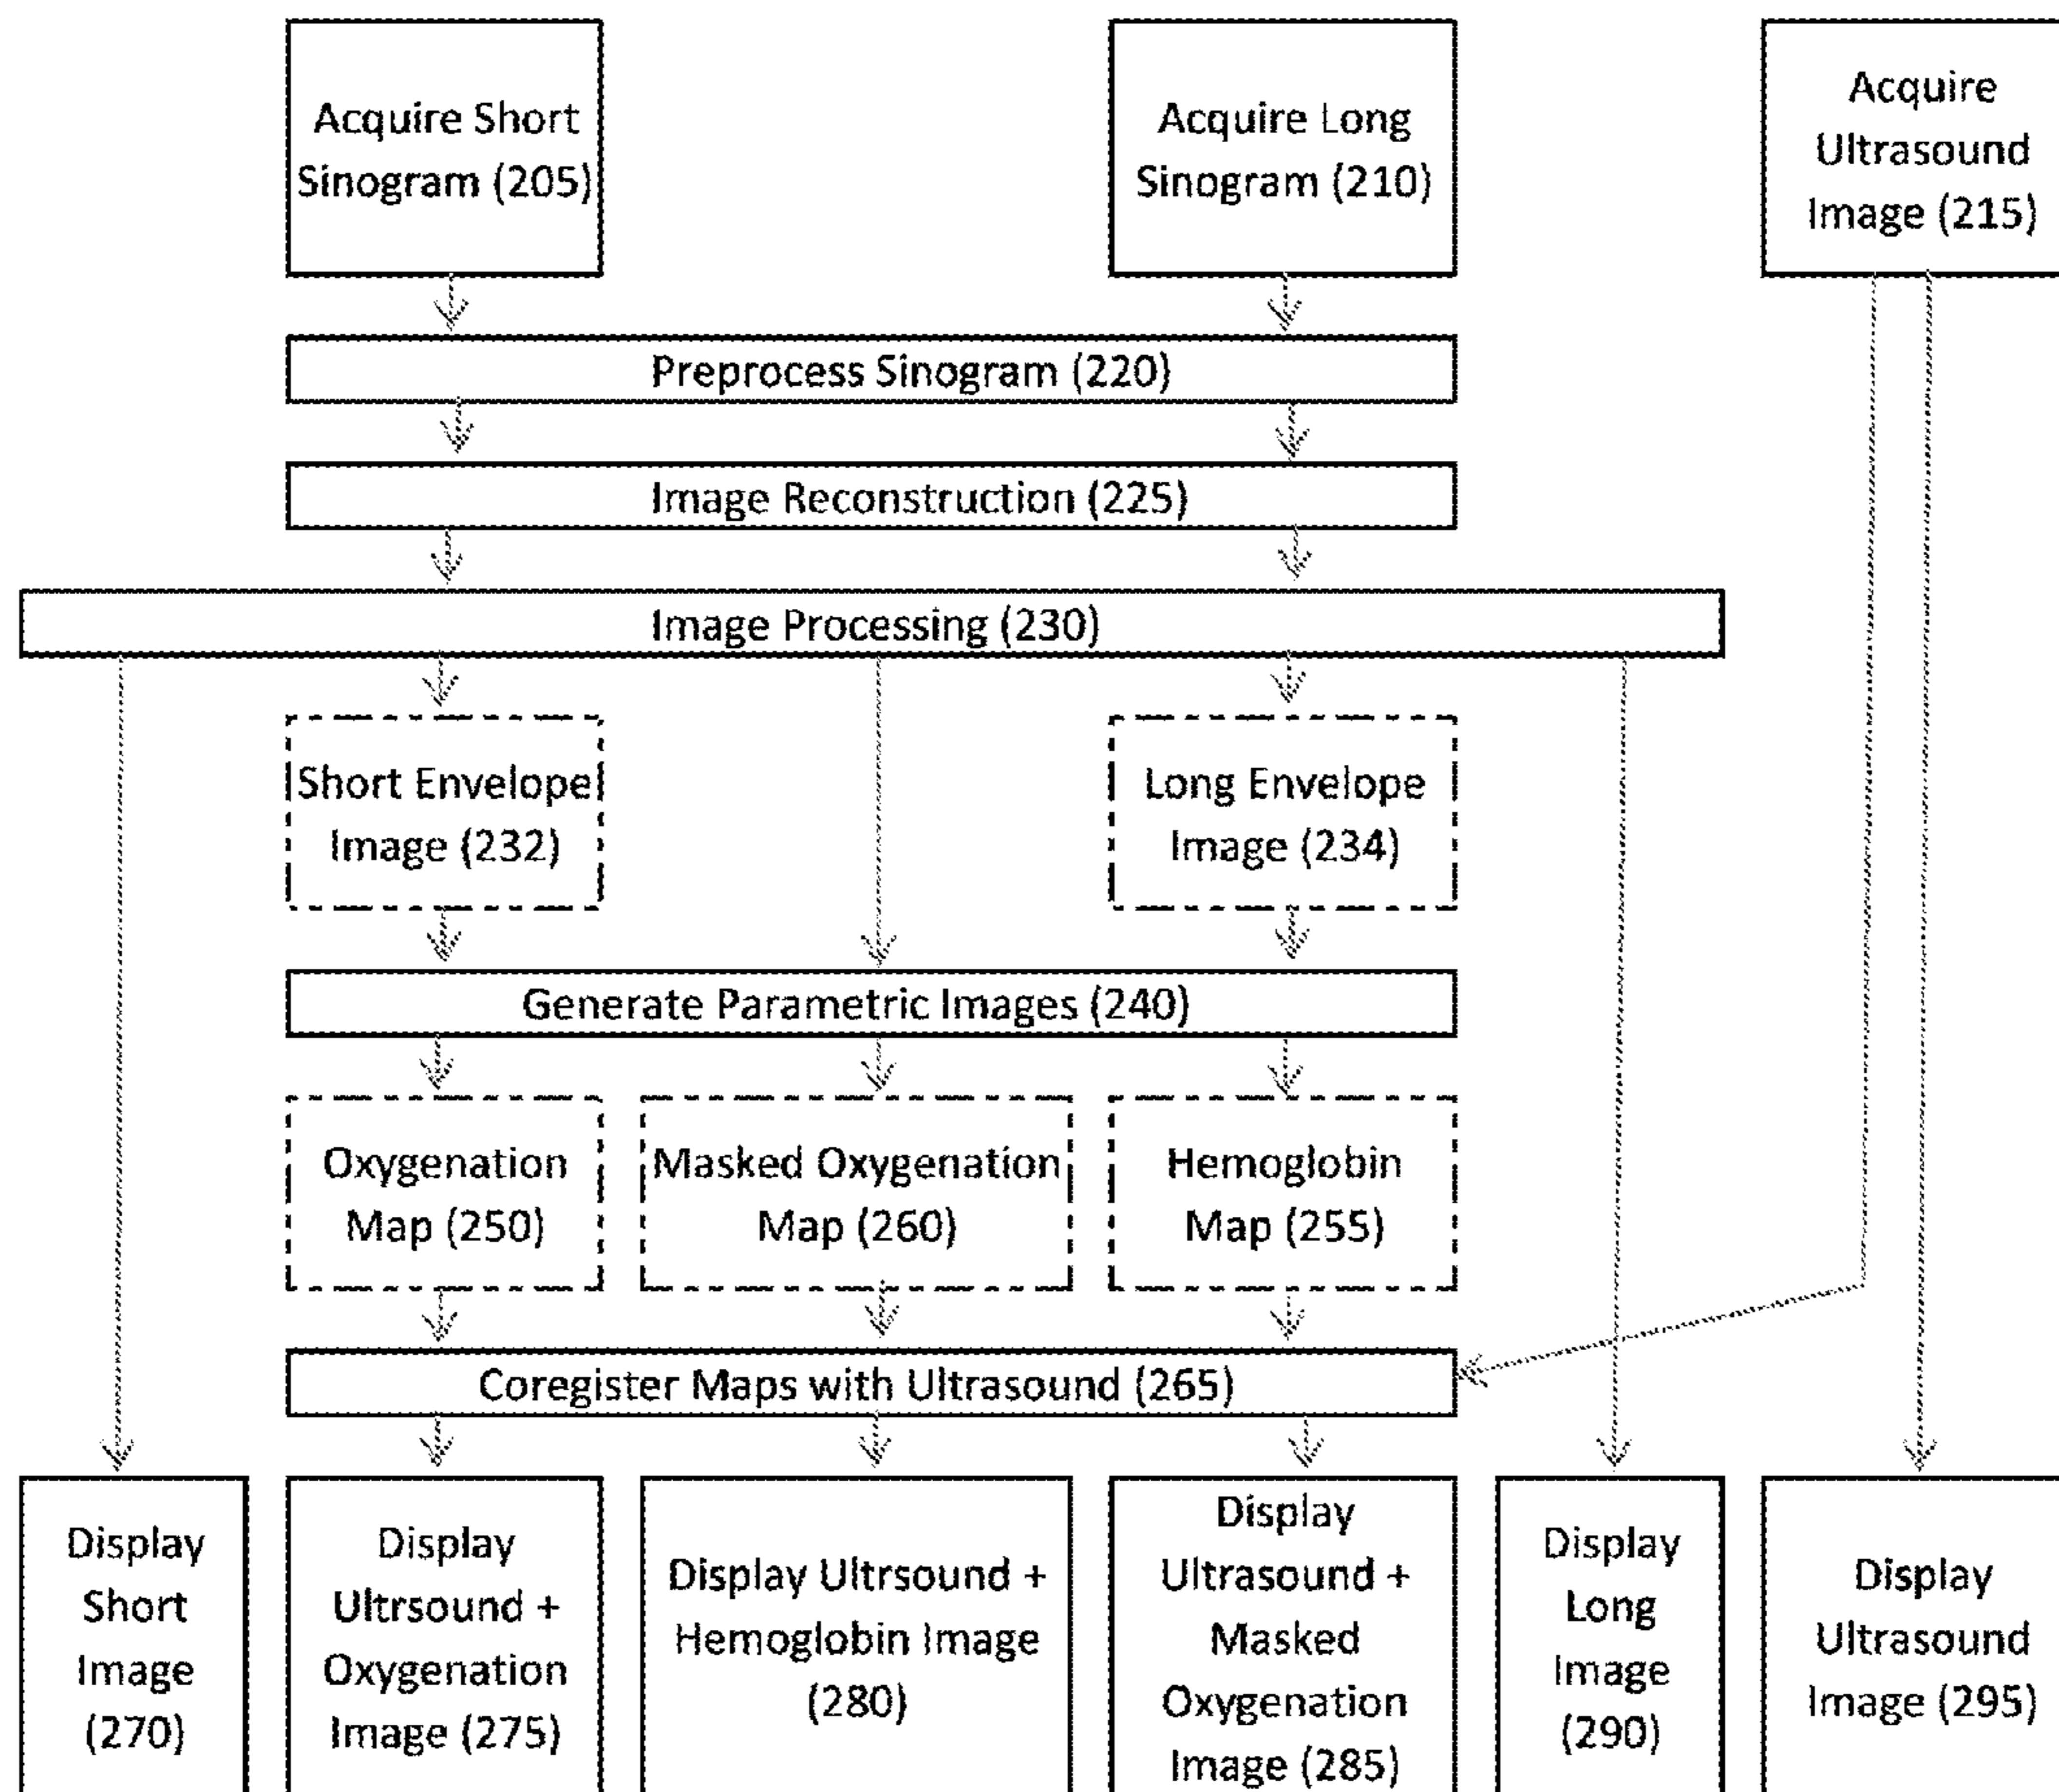 Acquire Short
Sinogram (205)
Acquire Long
Sinogram (210)
Acquire
Ultrasound
Image (215)
Preprocess Sinogram (220)
Image Reconstruction (225)
Image Processing (230)
Short Envelope
Image (232)
Long Envelope
Image (234)
Generate Parametric Images (240)
Oxygenation
Map (250)
Masked Oxygenation
Map (260)
Hemoglobin
Map (255)
Coregister Maps with Ultrasound (265)
Display
Short
Image
(270)
Display
Ultrsound +
Oxygenation
Image (275)
Display Ultrsound +
Hemoglobin Image
(280)
Display
Ultrasound +
Masked
Oxygenation
Image (285)
Display
Long
Image
(290)
Display
Ultrasound
Image (295)